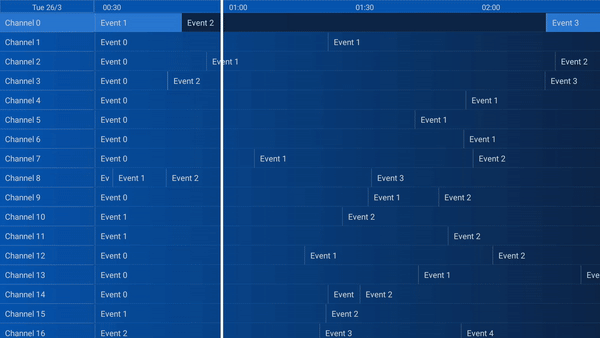 Tue 26/3 00:30 01:00 01:30 02:00
Channel 0 Event 1 Event 2 Event 3
Channel 1 Event 0 Event 1
Channel 2 Event 0 Event 1 Event 2
Channel 3 Event 0 Event 2 Event 3
Channel 4 Event 0 Event 1
Channel 5 Event 0 Event 1
Channel 6 Event 0 Event 1
Channel 7 Event 0 Event 1 Event 2
Channel 8 Ev Event 1 Event 2 Event 3
Channel 9 Event 0 Event 1 Event 2
Channel 10 Event 1 Event 2
Channel 11 Event 1 Event 2
Channel 12 Event 0 Event 1 Event 2
Channel 13 Event 0 Event 1 Eve
Channel 14 Event 0 Event Event 2
Channel 15 Event 1 Event 2
Channel 16 Event 2 Event 3 Event 4